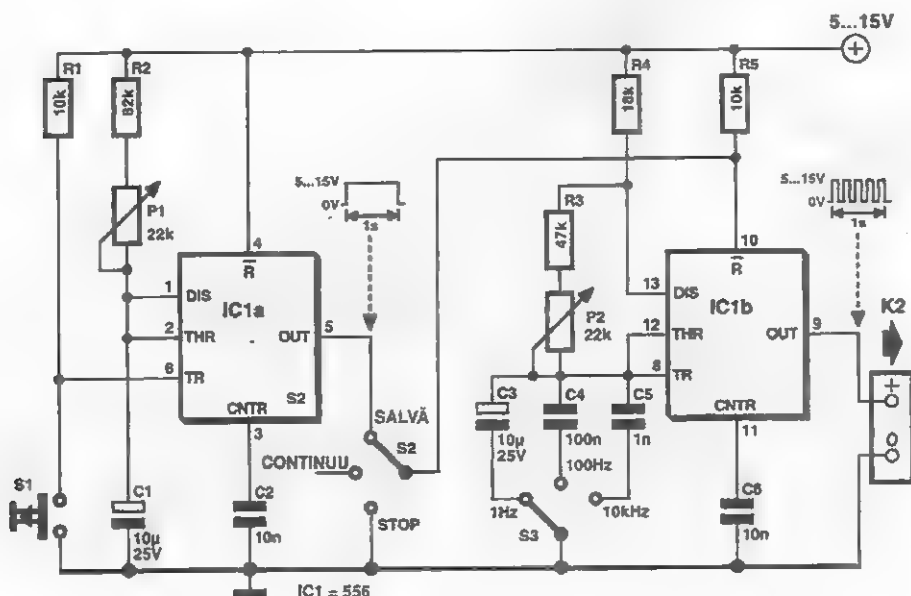 5...15V
R1
10k
R2
82k
P1
22k
5...15V
0V
1s
R4
18k
R5
10k
R3
47k
P2
22k
5...15V
0V
1s
4
R
1
DIS
IC1a
2
THR
OUT
5
6
TR
S2
CNTR
3
10
R
13
DIS
IC1b
12
THR
OUT
9
8
TR
CNTR
11
K2
+
0
SALVĂ
S2
CONTINUU
STOP
C3
10µ
25V
C4
100n
C5
1n
100Hz
1Hz
10kHz
S3
S1
C1
10µ
25V
C2
10n
C6
10n
IC1 = 556